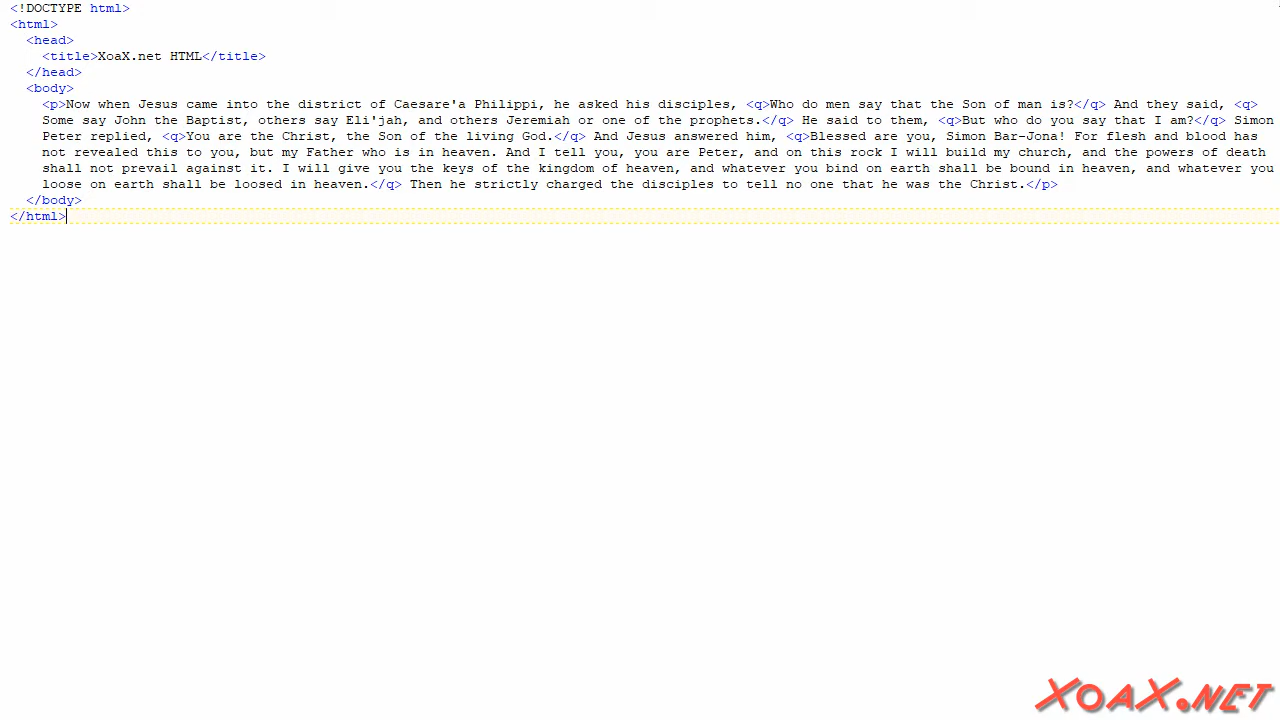 <!DOCTYPE html>
<html>
<head>
<title>XoaX.net HTML</title>
</head>
<body>
<p>Now when Jesus came into the district of Caesare'a Philippi, he asked his disciples, <q>Who do men say that the Son of man is?</q> And they said, <q>
Some say John the Baptist, others say Eli'jah, and others Jeremiah or one of the prophets.</q> He said to them, <q>But who do you say that I am?</q> Simon
Peter replied, <q>You are the Christ, the Son of the living God.</q> And Jesus answered him, <q>Blessed are you, Simon Bar-Jona! For flesh and blood has
not revealed this to you, but my Father who is in heaven. And I tell you, you are Peter, and on this rock I will build my church, and the powers of death
shall not prevail against it. I will give you the keys of the kingdom of heaven, and whatever you bind on earth shall be bound in heaven, and whatever you
loose on earth shall be loosed in heaven.</q> Then he strictly charged the disciples to tell no one that he was the Christ.</p>
</body>
</html>
XOAX.NET